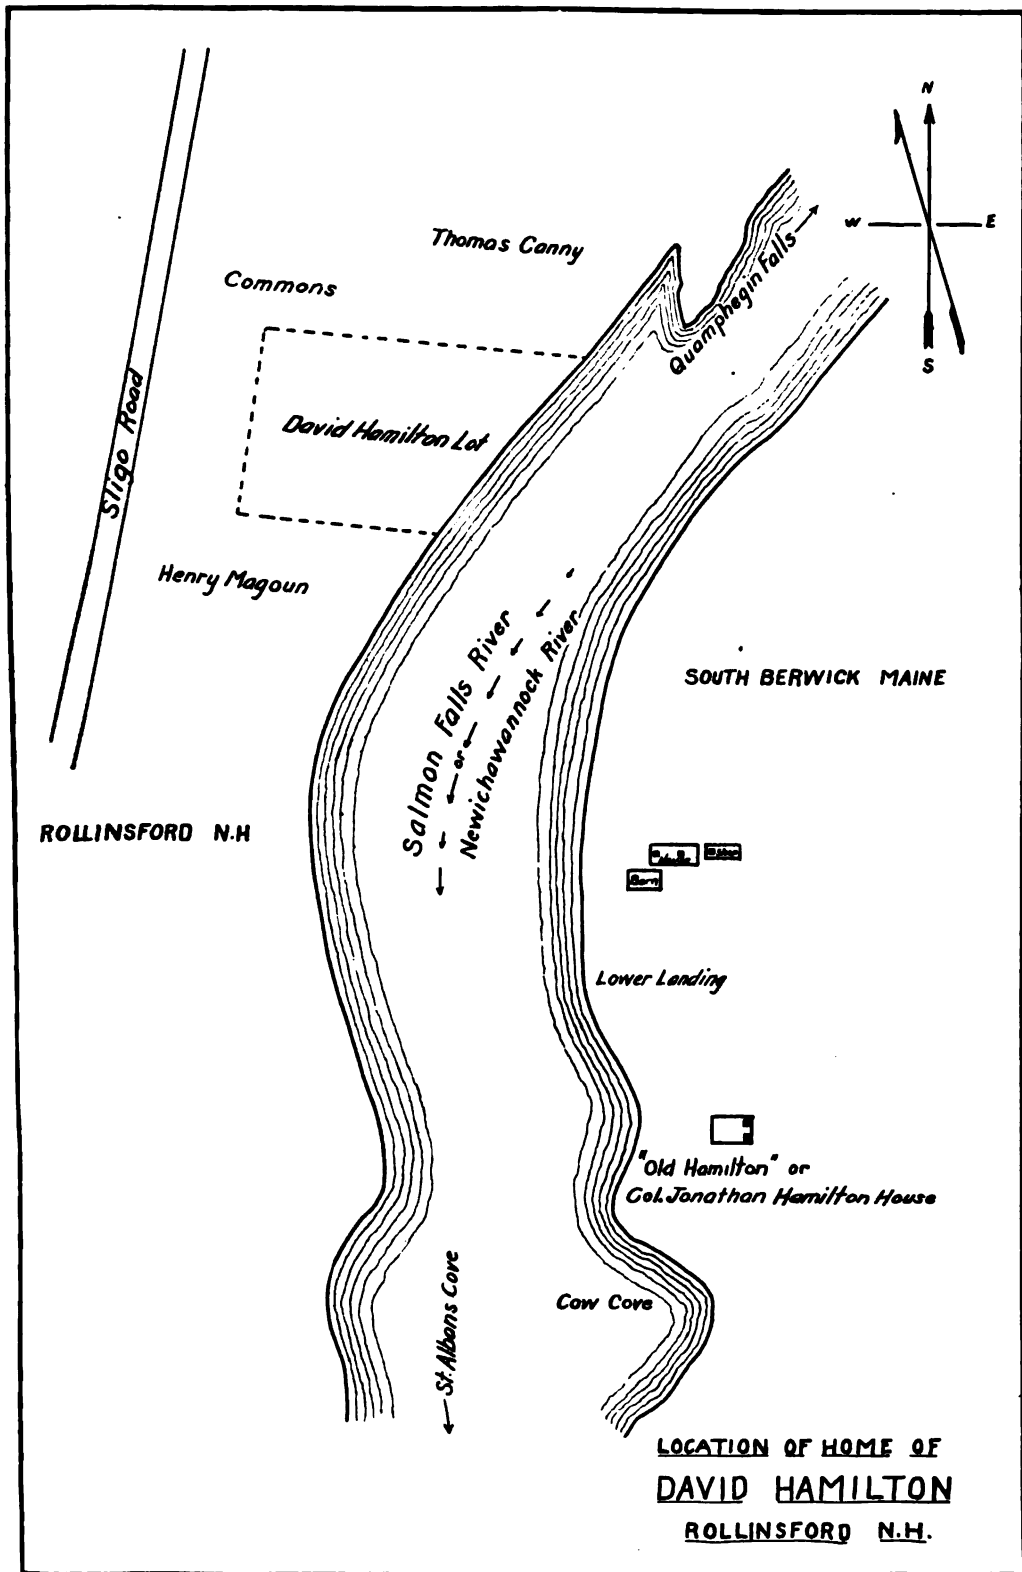 N
W E
S
Thomas Canny
Quamphegin Falls
Commons
David Hamilton Lot
Sligo Road
Henry Magoun
Salmon Falls River
or
Newichawannock River
SOUTH BERWICK MAINE
ROLLINSFORD N.H
House
Barn
Lower Landing
"Old Hamilton" or
Col. Jonathan Hamilton House
Cow Cove
St. Albans Cove
LOCATION OF HOME OF
DAVID HAMILTON
ROLLINSFORD N.H.